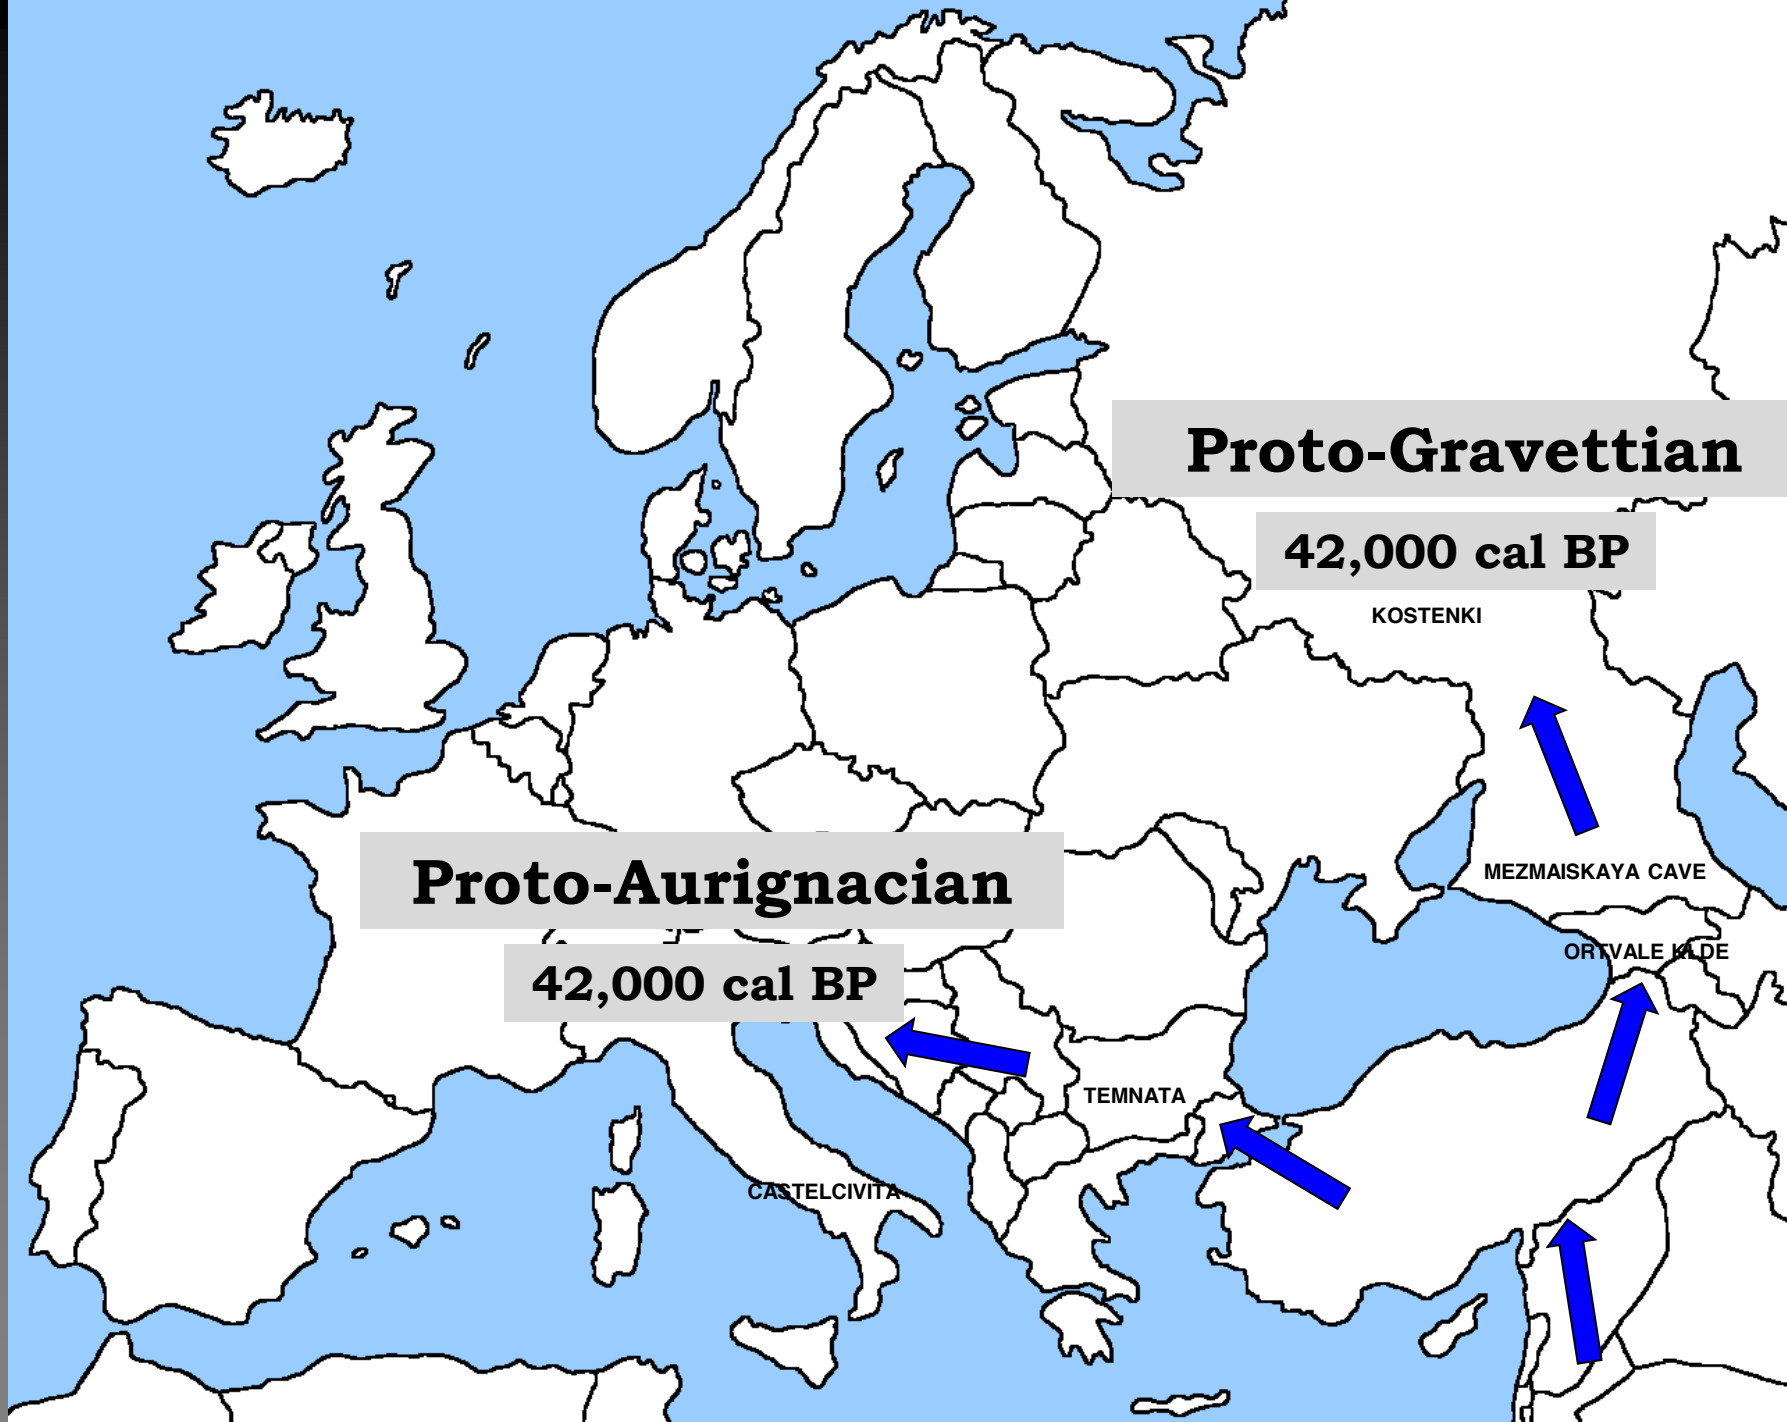 Proto-Gravettian
42,000 cal BP
KOSTENKI
Proto-Aurignacian
MEZMAISKAYA CAVE
42,000 cal BP
ORTVALE KLDE
TEMNATA
CASTELCIVITA